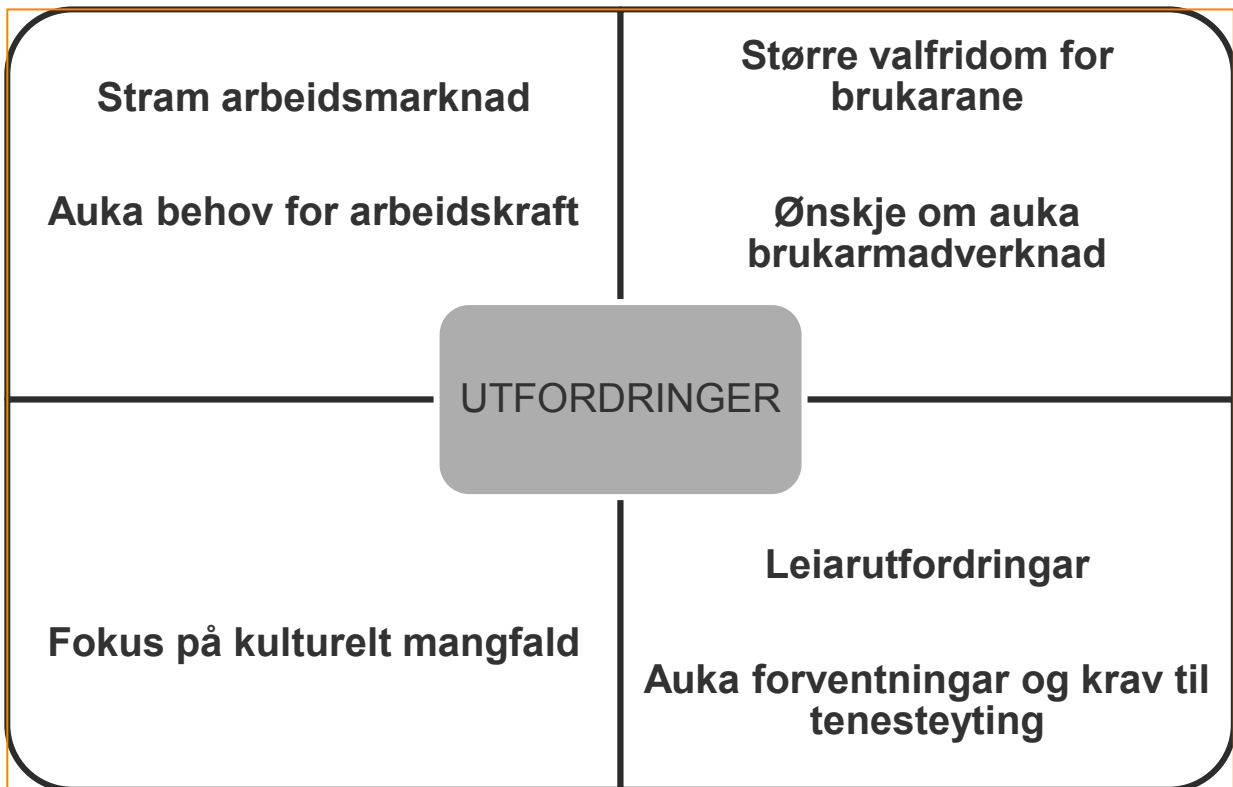 Stram arbeidsmarknad
Auka behov for arbeidskraft
Større valfridom for
brukarane
Ønskje om auka
brukarmadverknad
UTFORDRINGER
Fokus på kulturelt mangfald
Leiarutfordringar
Auka forventningar og krav til
tenesteyting